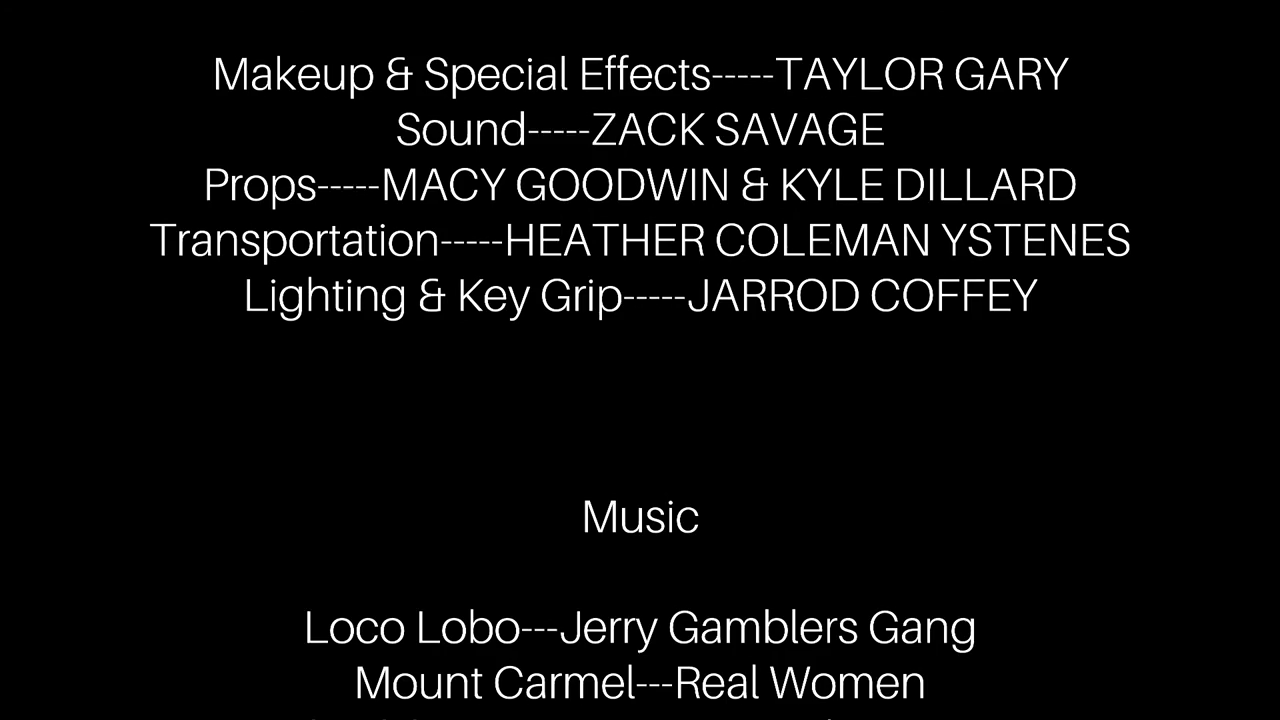 Makeup & Special Effects-----TAYLOR GARY
Sound-----ZACK SAVAGE
Props-----MACY GOODWIN & KYLE DILLARD
Transportation-----HEATHER COLEMAN YSTENES
Lighting & Key Grip-----JARROD COFFEY
Music
Loco Lobo---Jerry Gamblers Gang
Mount Carmel---Real Women